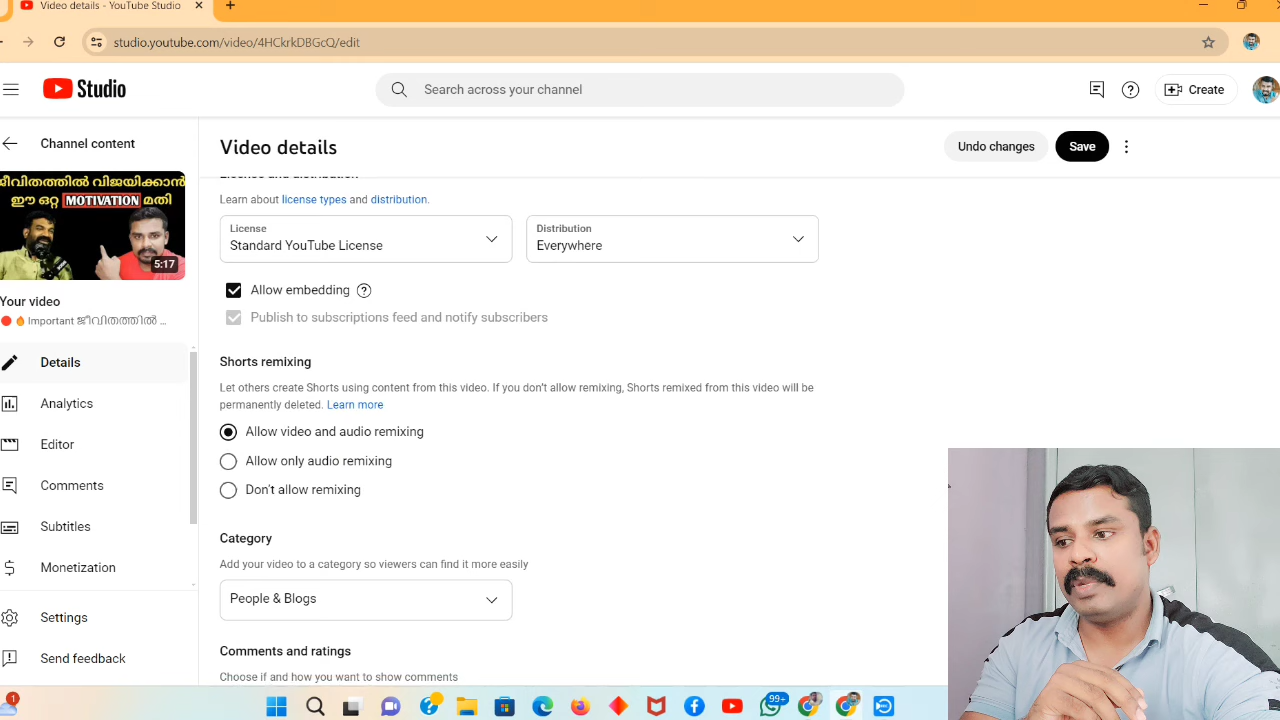 Video details - YouTube Studio
studio.youtube.com/video/4HCkrkDBGcQ/edit
Studio
Search across your channel
Create
Channel content
Video details
Undo changes
Save
ജീവിതത്തിൽ വിജയിക്കാൻ
ഈ ഒറ്റ MOTIVATION മതി
5:17
Your video
Important ജീവിതത്തിൽ ...
Details
Analytics
Editor
Comments
Subtitles
Monetization
Settings
Send feedback
Learn about license types and distribution.
License
Standard YouTube License
Distribution
Everywhere
Allow embedding
Publish to subscriptions feed and notify subscribers
Shorts remixing
Let others create Shorts using content from this video. If you don't allow remixing, Shorts remixed from this video will be
permanently deleted. Learn more
Allow video and audio remixing
Allow only audio remixing
Don't allow remixing
Category
Add your video to a category so viewers can find it more easily
People & Blogs
Comments and ratings
Choose if and how you want to show comments
1
99+